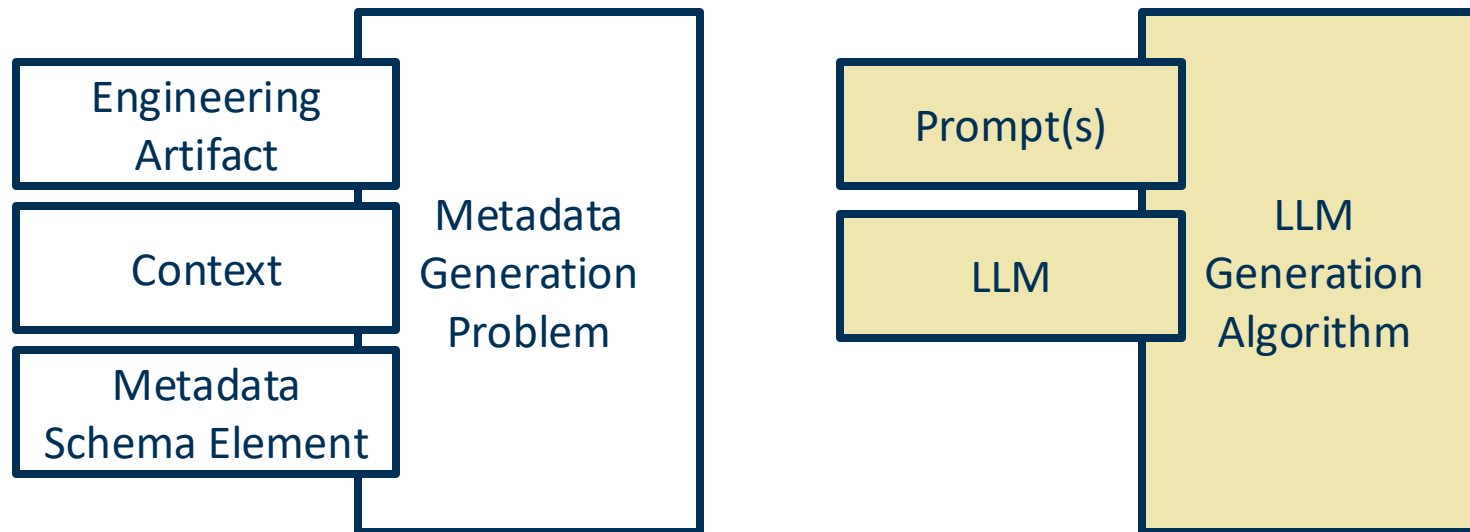 Engineering
Artifact
Context
Metadata
Schema Element
Metadata
Generation
Problem
Prompt(s)
LLM
LLM
Generation
Algorithm